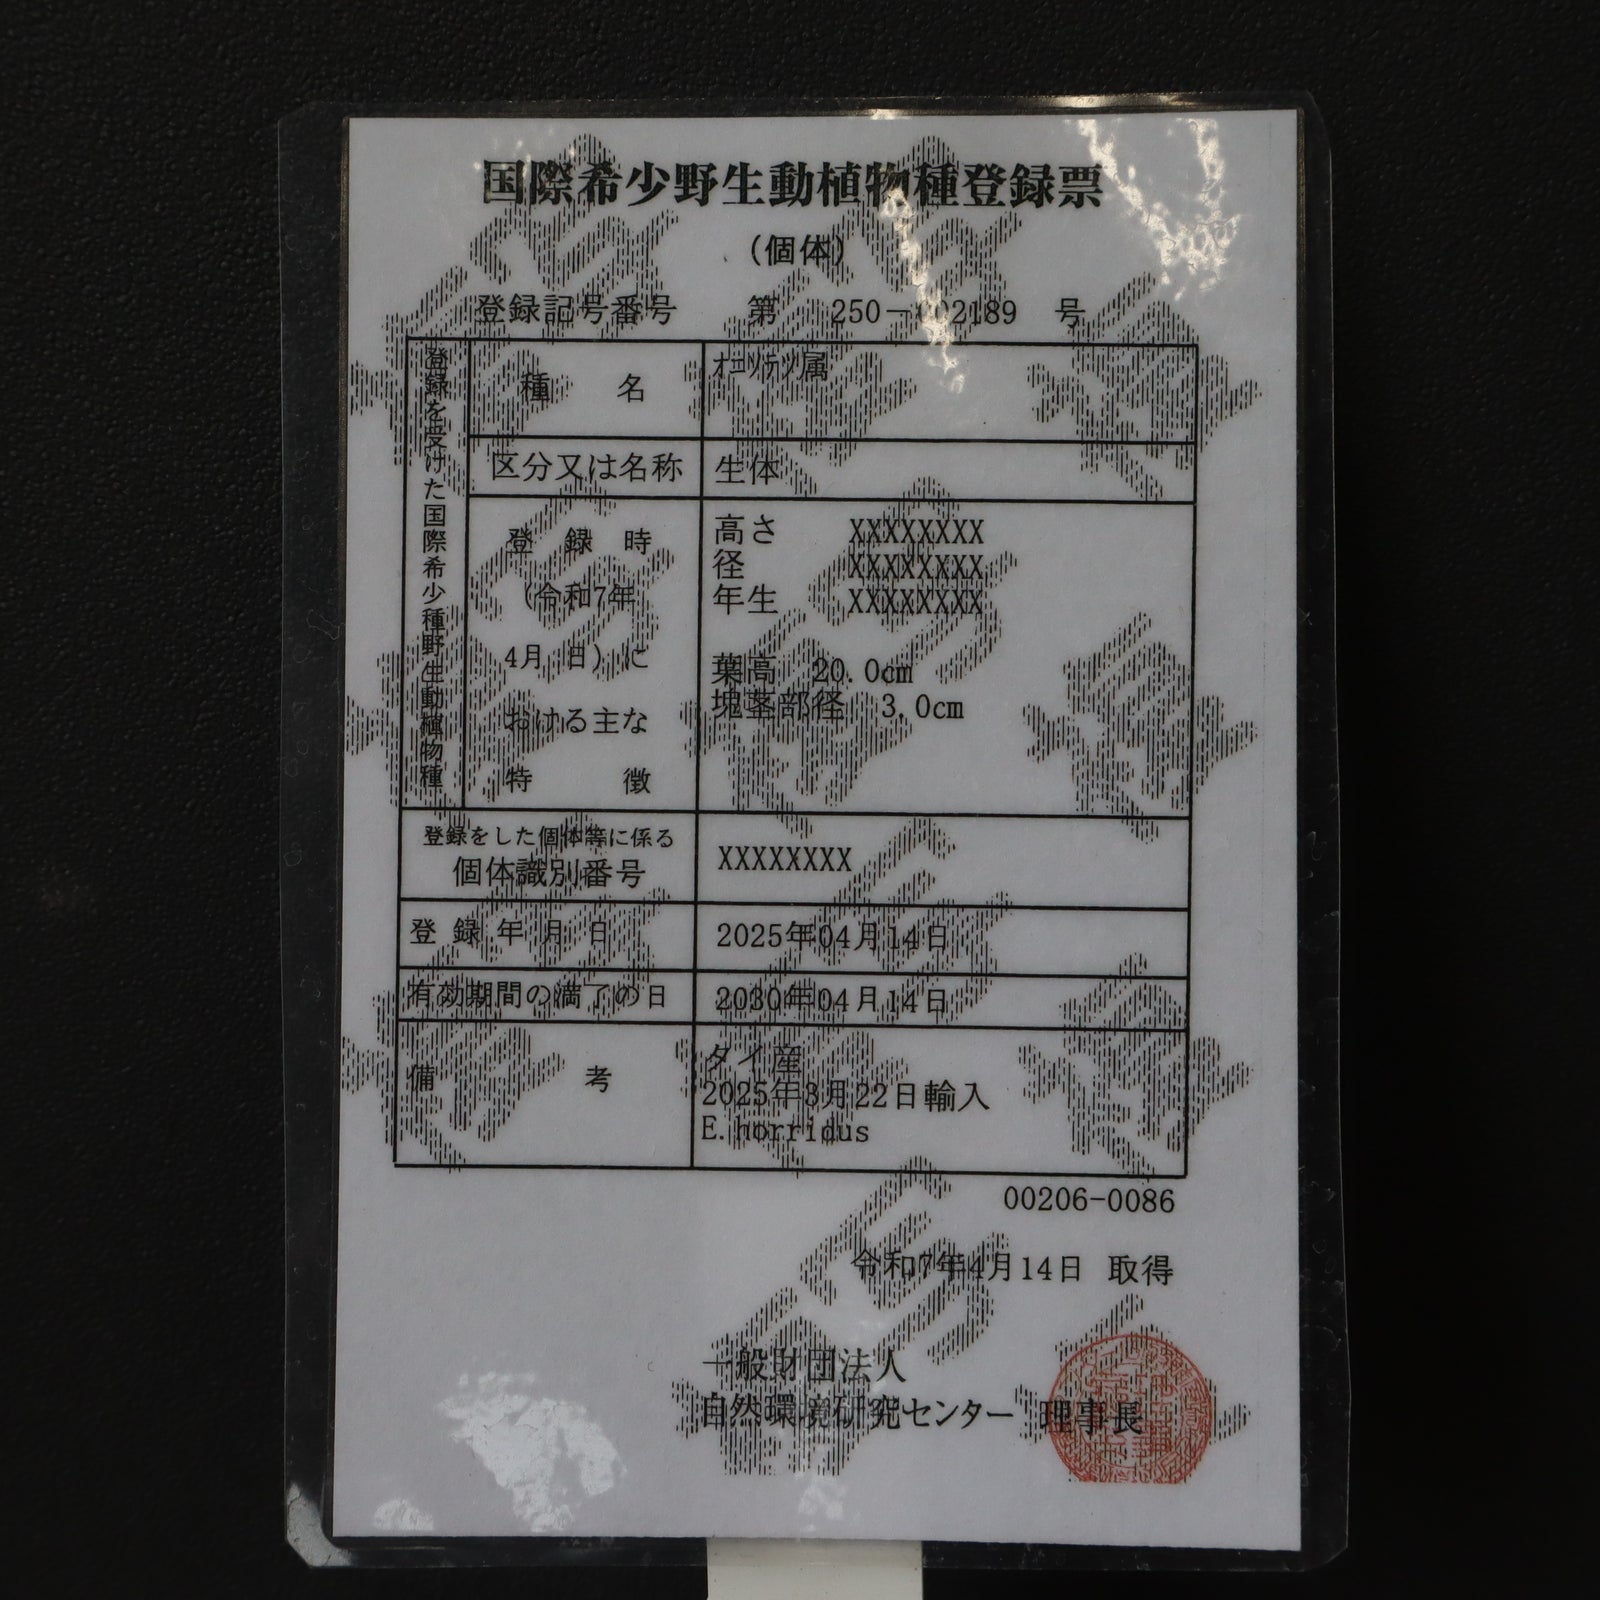 国際希少野生動植物種登録票
(個体)
登録記号番号 第 250-002189 号
登録を受けた国際希少種野生動植物種
種名 ｵﾆｿﾃﾂ属
区分又は名称 生体
登録時
(令和7年
4月 日)に
おける主な
特徴
高さ XXXXXXXX
径 XXXXXXXX
年生 XXXXXXXX
葉高 20.0cm
塊茎部径 3.0cm
登録をした個体等に係る
個体識別番号
XXXXXXXX
登録年月日 2025年04月14日
有効期間の満了の日 2030年04月14日
備考
タイ産
2025年3月22日輸入
E.horridus
00206-0086
令和7年4月14日 取得
一般財団法人
自然環境研究センター 理事長